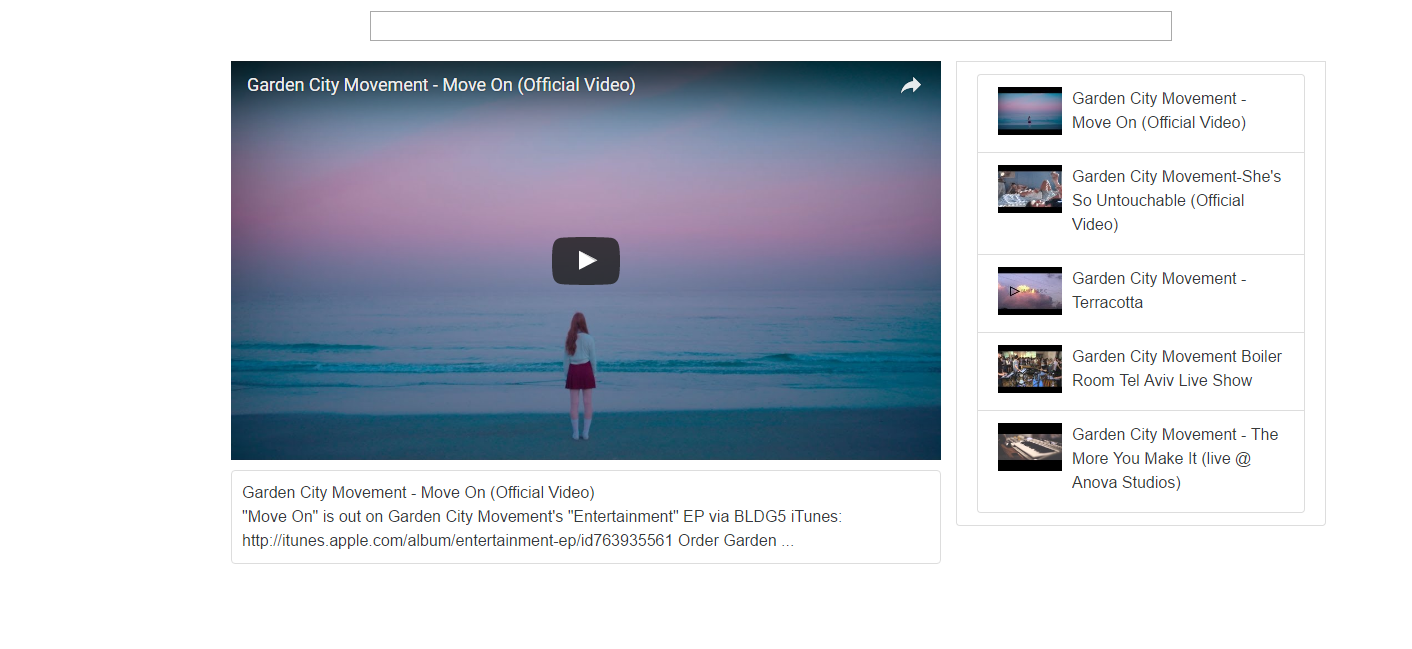 Garden City Movement - Move On (Official Video)
Garden City Movement - Move On (Official Video)
"Move On" is out on Garden City Movement's "Entertainment" EP via BLDG5 iTunes:
http://itunes.apple.com/album/entertainment-ep/id763935561 Order Garden ...
Garden City Movement -
Move On (Official Video)
Garden City Movement-She's
So Untouchable (Official
Video)
Garden City Movement -
Terracotta
Garden City Movement Boiler
Room Tel Aviv Live Show
Garden City Movement - The
More You Make It (live @
Anova Studios)